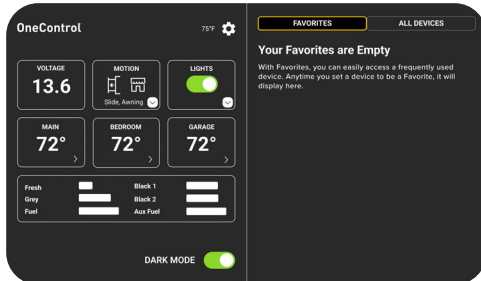 OneControl
75°F
VOLTAGE
13.6
MOTION
Slide, Awning
LIGHTS
MAIN
72°
BEDROOM
72°
GARAGE
72°
Fresh
Grey
Fuel
Black 1
Black 2
Aux Fuel
DARK MODE
FAVORITES
ALL DEVICES
Your Favorites are Empty
With Favorites, you can easily access a frequently used
device. Anytime you set a device to be a Favorite, it will
display here.